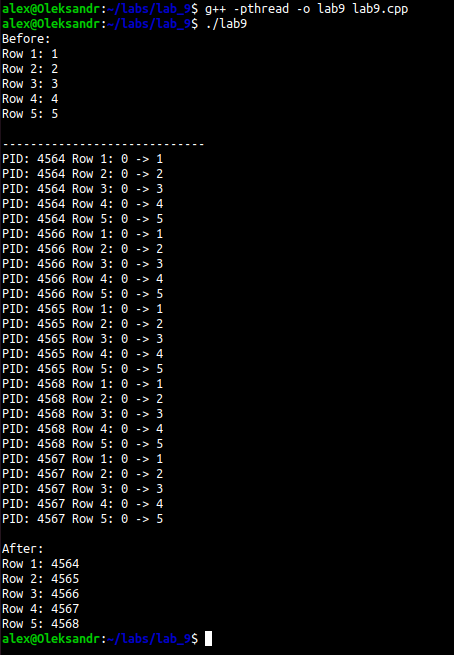 alex@Oleksandr:~/labs/lab_9$ g++ -pthread -o lab9 lab9.cpp
alex@Oleksandr:~/labs/lab_9$ ./lab9
Before:
Row 1: 1
Row 2: 2
Row 3: 3
Row 4: 4
Row 5: 5
-----------------------------
PID: 4564 Row 1: 0 -> 1
PID: 4564 Row 2: 0 -> 2
PID: 4564 Row 3: 0 -> 3
PID: 4564 Row 4: 0 -> 4
PID: 4564 Row 5: 0 -> 5
PID: 4566 Row 1: 0 -> 1
PID: 4566 Row 2: 0 -> 2
PID: 4566 Row 3: 0 -> 3
PID: 4566 Row 4: 0 -> 4
PID: 4566 Row 5: 0 -> 5
PID: 4565 Row 1: 0 -> 1
PID: 4565 Row 2: 0 -> 2
PID: 4565 Row 3: 0 -> 3
PID: 4565 Row 4: 0 -> 4
PID: 4565 Row 5: 0 -> 5
PID: 4568 Row 1: 0 -> 1
PID: 4568 Row 2: 0 -> 2
PID: 4568 Row 3: 0 -> 3
PID: 4568 Row 4: 0 -> 4
PID: 4568 Row 5: 0 -> 5
PID: 4567 Row 1: 0 -> 1
PID: 4567 Row 2: 0 -> 2
PID: 4567 Row 3: 0 -> 3
PID: 4567 Row 4: 0 -> 4
PID: 4567 Row 5: 0 -> 5
After:
Row 1: 4564
Row 2: 4565
Row 3: 4566
Row 4: 4567
Row 5: 4568
alex@Oleksandr:~/labs/lab_9$